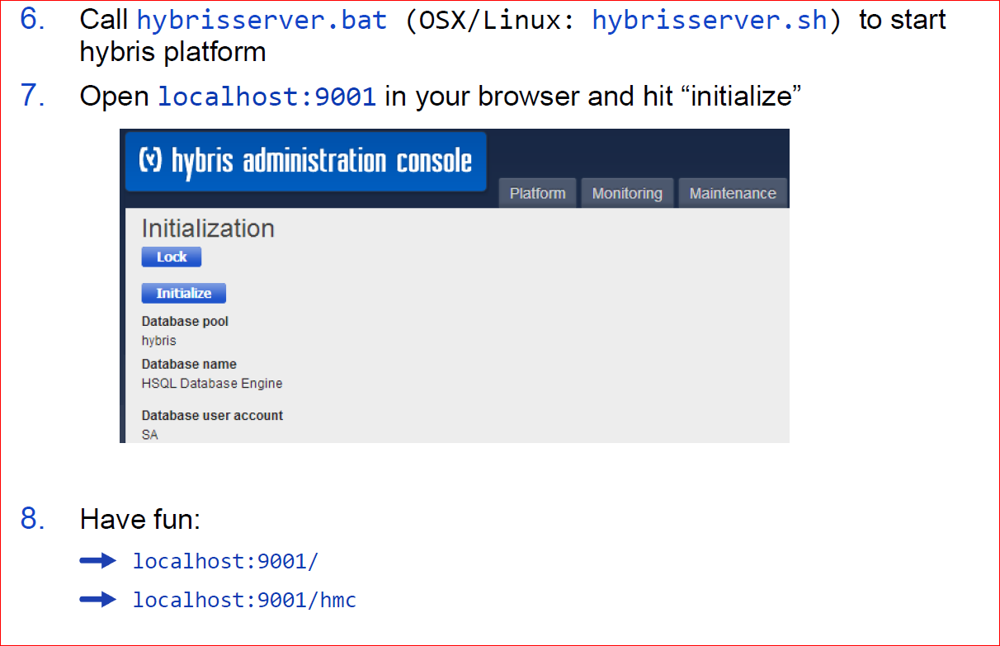 6. Call hybrisserver.bat (OSX/Linux: hybrisserver.sh) to start
hybris platform
7. Open localhost:9001 in your browser and hit “initialize”
(v) hybris administration console
Platform Monitoring Maintenance
Initialization
Lock
Initialize
Database pool
hybris
Database name
HSQL Database Engine
Database user account
SA
8. Have fun:
localhost:9001/
localhost:9001/hmc